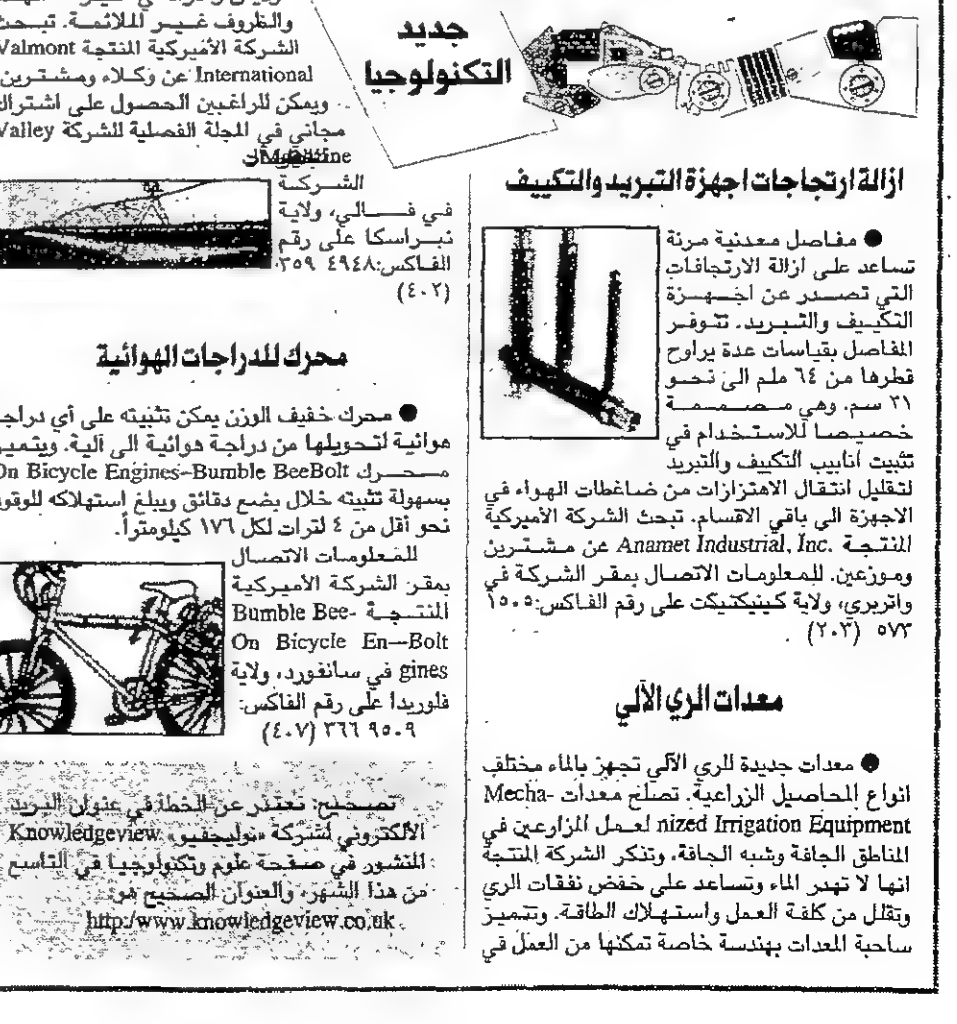 جديد
التكنولوجيا
ازالة ارتجاجات اجهزة التبريد والتكييف
● مفاصل معدنية مرنة
تساعد على ازالة الارتجافات
التي تصدر عن اجهزة
التكييف والتبريد. تتوفر
المفاصل بقياسات عدة يراوح
قطرها من ٦٤ ملم الى نحو
٣١ سم. وهي مصممة
خصيصا للاستخدام في
تثبيت انابيب التكييف والتبريد
لتقليل انتقال الاهتزازات من ضاغطات الهواء في
الاجهزة الى باقي الاقسام. تبحث الشركة الأميركية
المنتجة Anamet Industrial, Inc. عن مشترين
وموزعين. للمعلومات الاتصال بمقر الشركة في
واتربري، ولاية كينيكتيكت على رقم الفاكس: ١٥٠٥
٥٧٣ (٢٠٣)
معدات الري الآلي
● معدات جديدة للري الآلي تجهز بالماء مختلف
انواع المحاصيل الزراعية. تصلح معدات Mecha-
nized Irrigation Equipment لعمل المزارعين في
المناطق الجافة وشبه الجافة، وتذكر الشركة المنتجة
انها لا تهدر الماء وتساعد على خفض نفقات الري
وتقلل من كلفة العمل واستهلاك الطاقة. وتتميز
ساحبة المعدات بهندسة خاصة تمكنها من العمل في
والظروف غير الملائمة. تبحث
الشركة الأميركية المنتجة Valmont
International عن وكلاء ومشترين.
ويمكن للراغبين الحصول على اشتراك
مجاني في المجلة الفصلية للشركة Valley
الشركة
في فالي، ولاية
نبراسكا على رقم
الفاكس: ٤٩٤٨ ٣٥٩
(٤٠٢)
محرك للدراجات الهوائية
● محرك خفيف الوزن يمكن تثبيته على أي دراجة
هوائية لتحويلها من دراجة هوائية الى آلية. ويتميز
محرك On Bicycle Engines–Bumble BeeBolt
بسهولة تثبيته خلال بضع دقائق ويبلغ استهلاكه للوقود
نحو أقل من ٤ لترات لكل ١٧٦ كيلومتراً.
للمعلومات الاتصال
بمقر الشركة الأميركية
المنتجة Bumble Bee-
On Bicycle En—Bolt
gines في سانفورد، ولاية
فلوريدا على رقم الفاكس:
٩٥٠٩ ٣٦٦ (٤٠٧)
تصحيح: نعتذر عن الخطأ في عنوان البريد
الألكتروني لشركة «نوليجفيو» Knowledgeview
المنشور في صفحة علوم وتكنولوجيا في التاسع
من هذا الشهر، والعنوان الصحيح هو:
http:/www.knowledgeview.co.uk